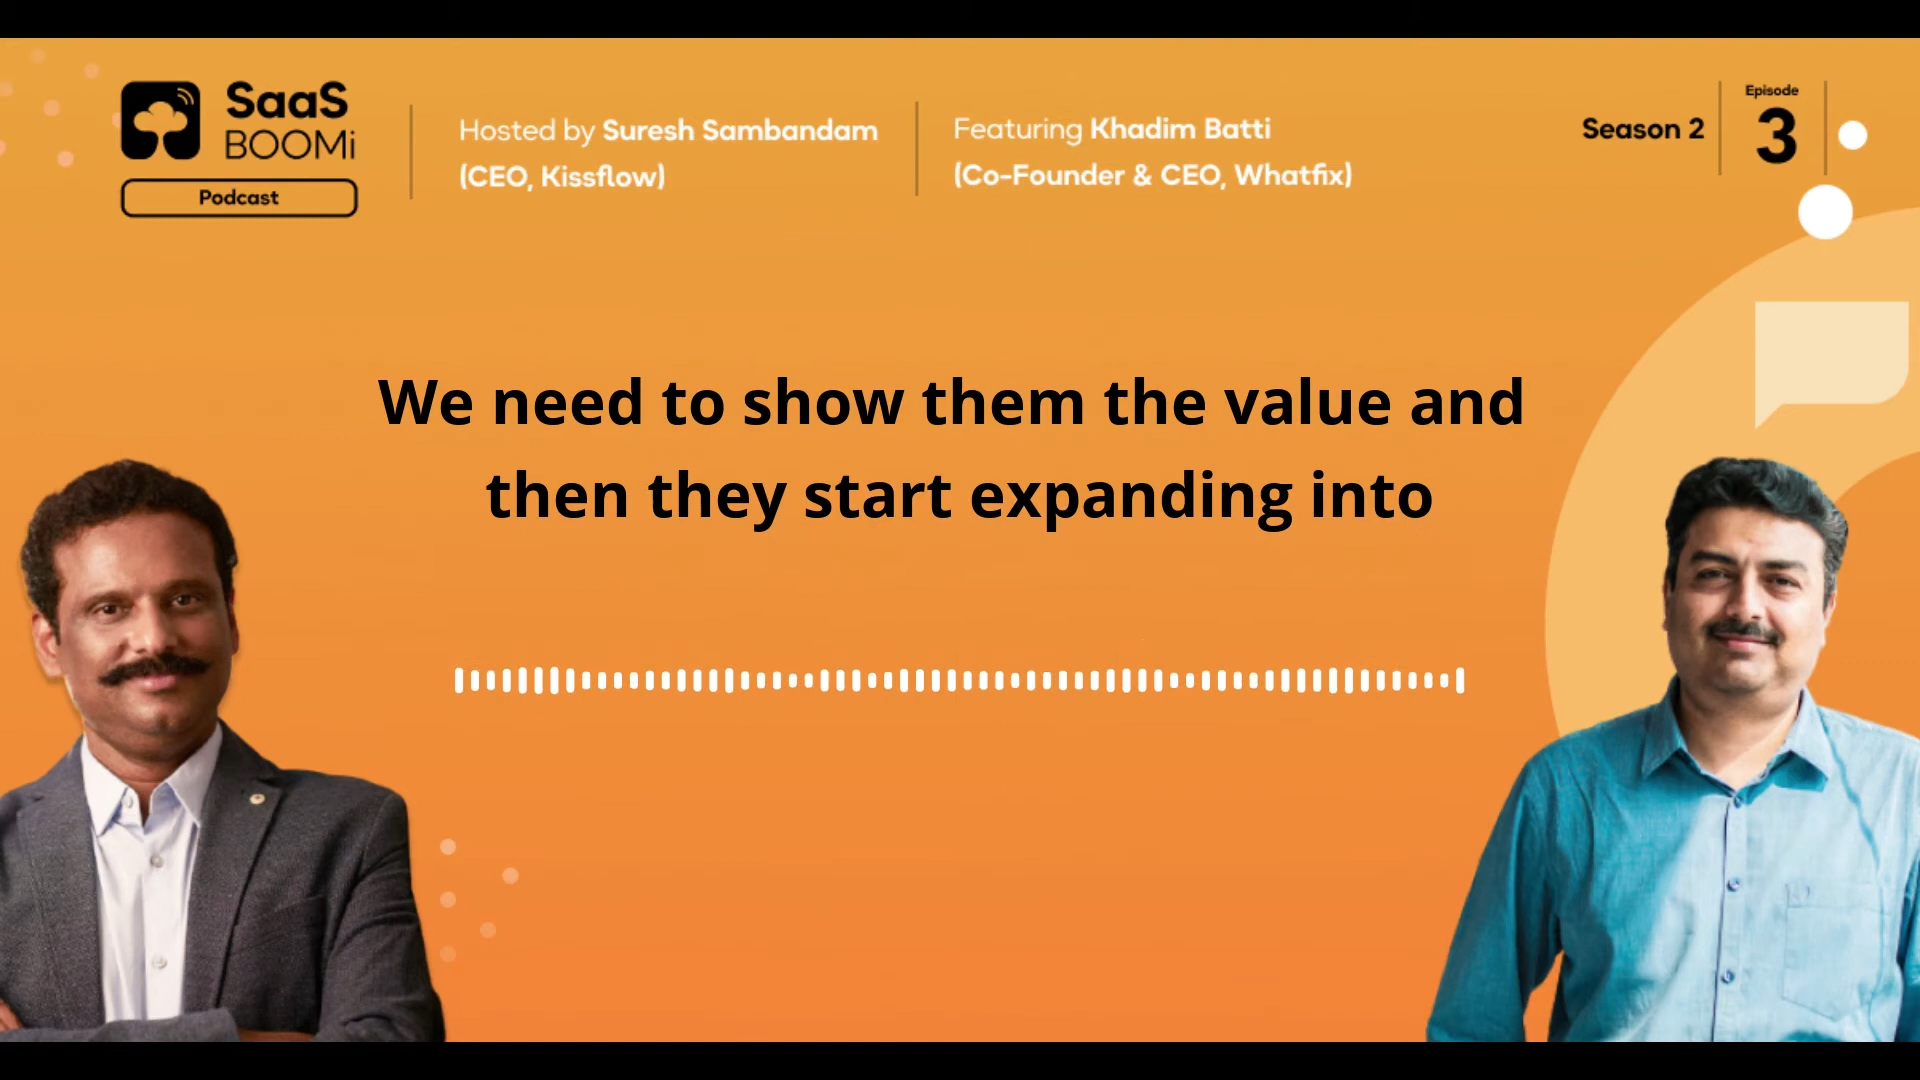 SaaS
BOOMi
Podcast
Hosted by Suresh Sambandam
(CEO, Kissflow)
Featuring Khadim Batti
(Co-Founder & CEO, Whatfix)
Season 2
Episode
3
We need to show them the value and
then they start expanding into